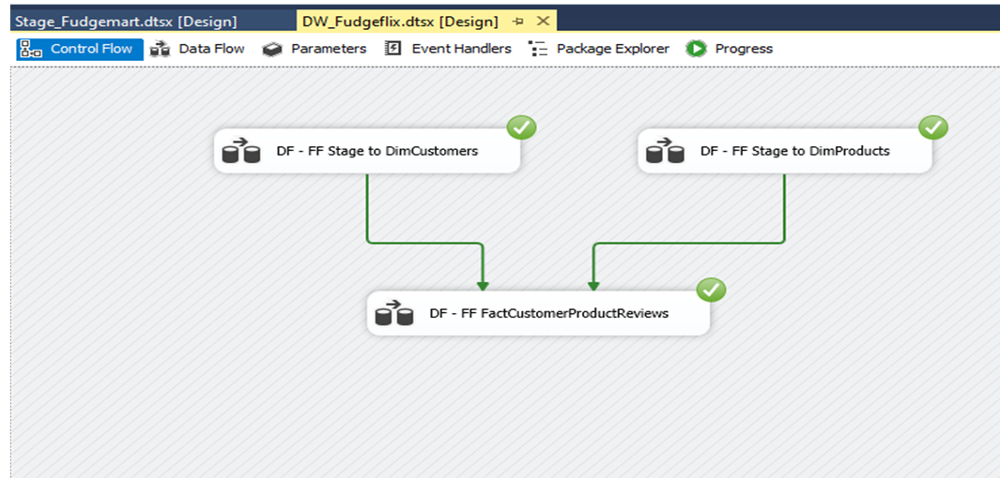 Stage_Fudgemart.dtsx [Design] DW_Fudgeflix.dtsx [Design]
Control Flow Data Flow Parameters Event Handlers Package Explorer Progress
DF - FF Stage to DimCustomers DF - FF Stage to DimProducts
DF - FF FactCustomerProductReviews